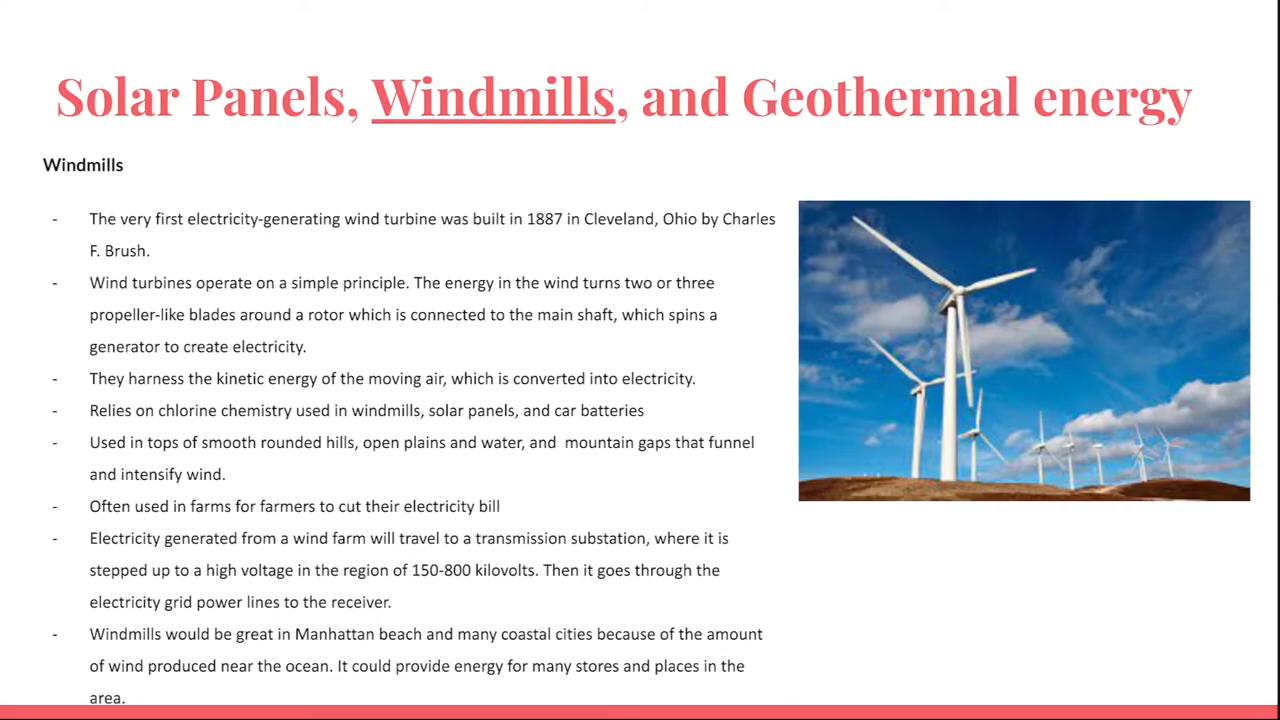 Solar Panels, Windmills, and Geothermal energy
Windmills
- The very first electricity-generating wind turbine was built in 1887 in Cleveland, Ohio by Charles
F. Brush.
- Wind turbines operate on a simple principle. The energy in the wind turns two or three
propeller-like blades around a rotor which is connected to the main shaft, which spins a
generator to create electricity.
- They harness the kinetic energy of the moving air, which is converted into electricity.
- Relies on chlorine chemistry used in windmills, solar panels, and car batteries
- Used in tops of smooth rounded hills, open plains and water, and  mountain gaps that funnel
and intensify wind.
- Often used in farms for farmers to cut their electricity bill
- Electricity generated from a wind farm will travel to a transmission substation, where it is
stepped up to a high voltage in the region of 150-800 kilovolts. Then it goes through the
electricity grid power lines to the receiver.
- Windmills would be great in Manhattan beach and many coastal cities because of the amount
of wind produced near the ocean. It could provide energy for many stores and places in the
area.